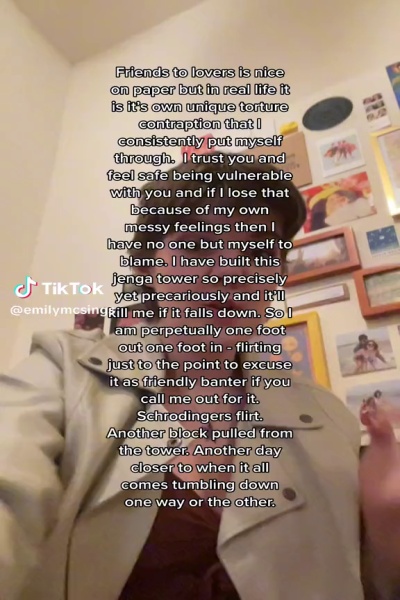 Friends to lovers is nice
on paper but in real life it
is it's own unique torture
contraption that I
consistently put myself
through. I trust you and
feel safe being vulnerable
with you and if I lose that
because of my own
messy feelings then I
have no one but myself to
blame. I have built this
jenga tower so precisely
yet precariously and it'll
kill me if it falls down. So I
am perpetually one foot
out one foot in - flirting
just to the point to excuse
it as friendly banter if you
call me out for it.
Schrodingers flirt.
Another block pulled from
the tower. Another day
closer to when it all
comes tumbling down
one way or the other.
TikTok